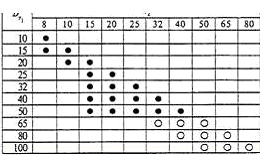 8 10 15 20 25 32 40 50 65 80
10 ●
15 ● ●
20 ● ●
25 ● ●
32 ● ● ●
40 ● ● ● ●
50 ● ● ● ● ●
65 ○ ○ ○
80 ○ ○ ○
100 ○ ○ ○